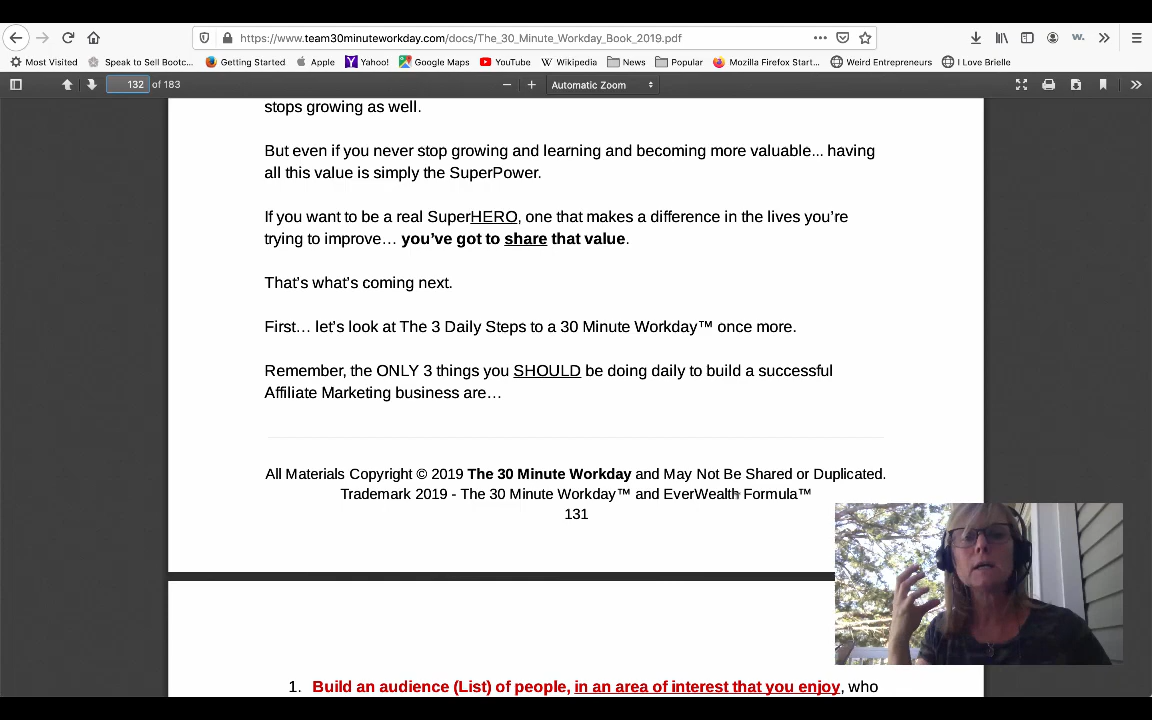 https://www.team30minuteworkday.com/docs/The_30_Minute_Workday_Book_2019.pdf
Most Visited Speak to Sell Bootc... Getting Started Apple Yahoo! Google Maps YouTube Wikipedia News Popular Mozilla Firefox Start... Weird Entrepreneurs I Love Brielle
132 of 183 Automatic Zoom
stops growing as well.
But even if you never stop growing and learning and becoming more valuable... having
all this value is simply the SuperPower.
If you want to be a real SuperHERO, one that makes a difference in the lives you’re
trying to improve… you’ve got to share that value.
That’s what’s coming next.
First… let’s look at The 3 Daily Steps to a 30 Minute Workday™ once more.
Remember, the ONLY 3 things you SHOULD be doing daily to build a successful
Affiliate Marketing business are…
All Materials Copyright © 2019 The 30 Minute Workday and May Not Be Shared or Duplicated.
Trademark 2019 - The 30 Minute Workday™ and EverWealth Formula™
131
1. Build an audience (List) of people, in an area of interest that you enjoy, who